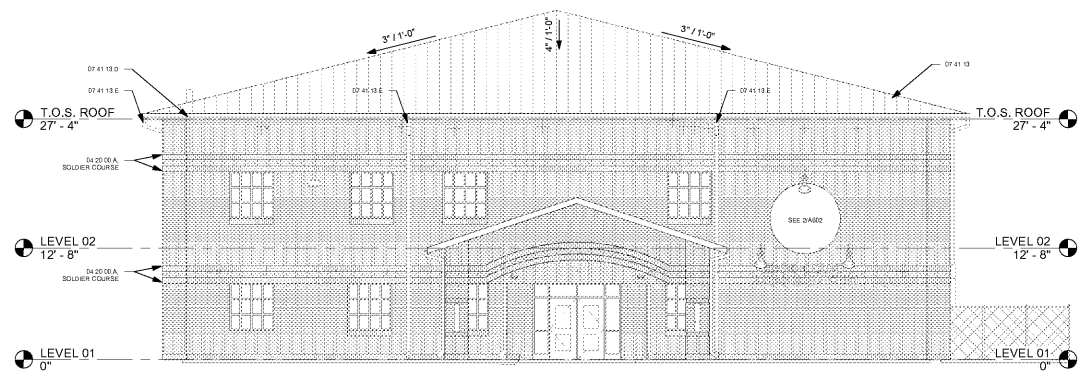 3" / 1'-0"
4" / 1'-0"
3" / 1'-0"
07 41 13.D
07 41 13
07 41 13.E
07 41 13.E
07 41 13.E
T.O.S. ROOF
27' - 4"
T.O.S. ROOF
27' - 4"
04 20 00.A,
SOLDIER COURSE
SEE 2/A602
LEVEL 02
12' - 8"
LEVEL 02
12' - 8"
04 20 00.A,
SOLDIER COURSE
LEVEL 01
0"
LEVEL 01
0"